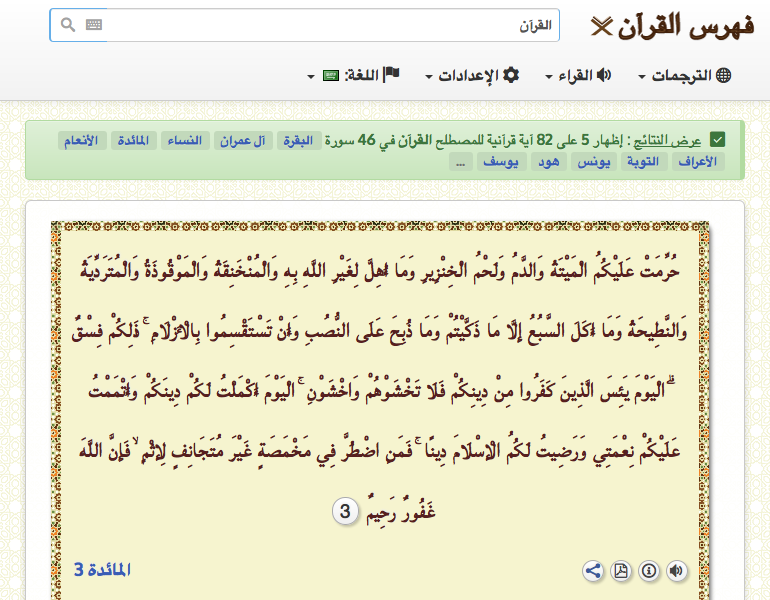 فهرس القرآن
القرآن
الترجمات القراء الإعدادات اللغة:
عرض النتائج : إظهار 5 على 82 آية قرآنية للمصطلح القرآن في 46 سورة البقرة آل عمران النساء المائدة الأنعام
الأعراف التوبة يونس هود يوسف ...
حُرِّمَتْ عَلَيْكُمُ الْمَيْتَةُ وَالدَّمُ وَلَحْمُ الْخِنْزِيرِ وَمَا أُهِلَّ لِغَيْرِ اللَّهِ بِهِ وَالْمُنْخَنِقَةُ وَالْمَوْقُوذَةُ وَالْمُتَرَدِّيَةُ
وَالنَّطِيحَةُ وَمَا أَكَلَ السَّبُعُ إِلَّا مَا ذَكَّيْتُمْ وَمَا ذُبِحَ عَلَى النُّصُبِ وَأَنْ تَسْتَقْسِمُوا بِالْأَزْلَامِ ۚ ذَٰلِكُمْ فِسْقٌ
ۗ الْيَوْمَ يَئِسَ الَّذِينَ كَفَرُوا مِنْ دِينِكُمْ فَلَا تَخْشَوْهُمْ وَاخْشَوْنِ ۚ الْيَوْمَ أَكْمَلْتُ لَكُمْ دِينَكُمْ وَأَتْمَمْتُ
عَلَيْكُمْ نِعْمَتِي وَرَضِيتُ لَكُمُ الْإِسْلَامَ دِينًا ۚ فَمَنِ اضْطُرَّ فِي مَخْمَصَةٍ غَيْرَ مُتَجَانِفٍ لِإِثْمٍ ۙ فَإِنَّ اللَّهَ
غَفُورٌ رَحِيمٌ 3
المائدة 3